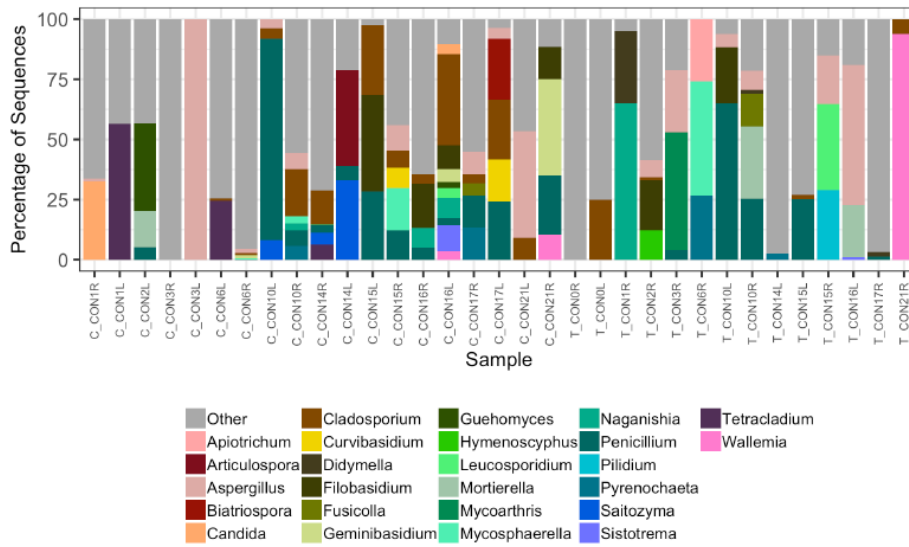 Percentage of Sequences
100
75
50
25
0
C_CON1R
C_CON1L
C_CON2L
C_CON3R
C_CON3L
C_CON6L
C_CON6R
C_CON10L
C_CON10R
C_CON14R
C_CON14L
C_CON15L
C_CON15R
C_CON16R
C_CON16L
C_CON17R
C_CON17L
C_CON21L
C_CON21R
T_CON0R
T_CON0L
T_CON1R
T_CON2R
T_CON3R
T_CON6R
T_CON10L
T_CON10R
T_CON14L
T_CON15L
T_CON15R
T_CON16L
T_CON17R
T_CON21R
Sample
Other
Apiotrichum
Articulospora
Aspergillus
Biatriospora
Candida
Cladosporium
Curvibasidium
Didymella
Filobasidium
Fusicolla
Geminibasidium
Guehomyces
Hymenoscyphus
Leucosporidium
Mortierella
Mycoarthris
Mycosphaerella
Naganishia
Penicillium
Pilidium
Pyrenochaeta
Saitozyma
Sistotrema
Tetracladium
Wallemia